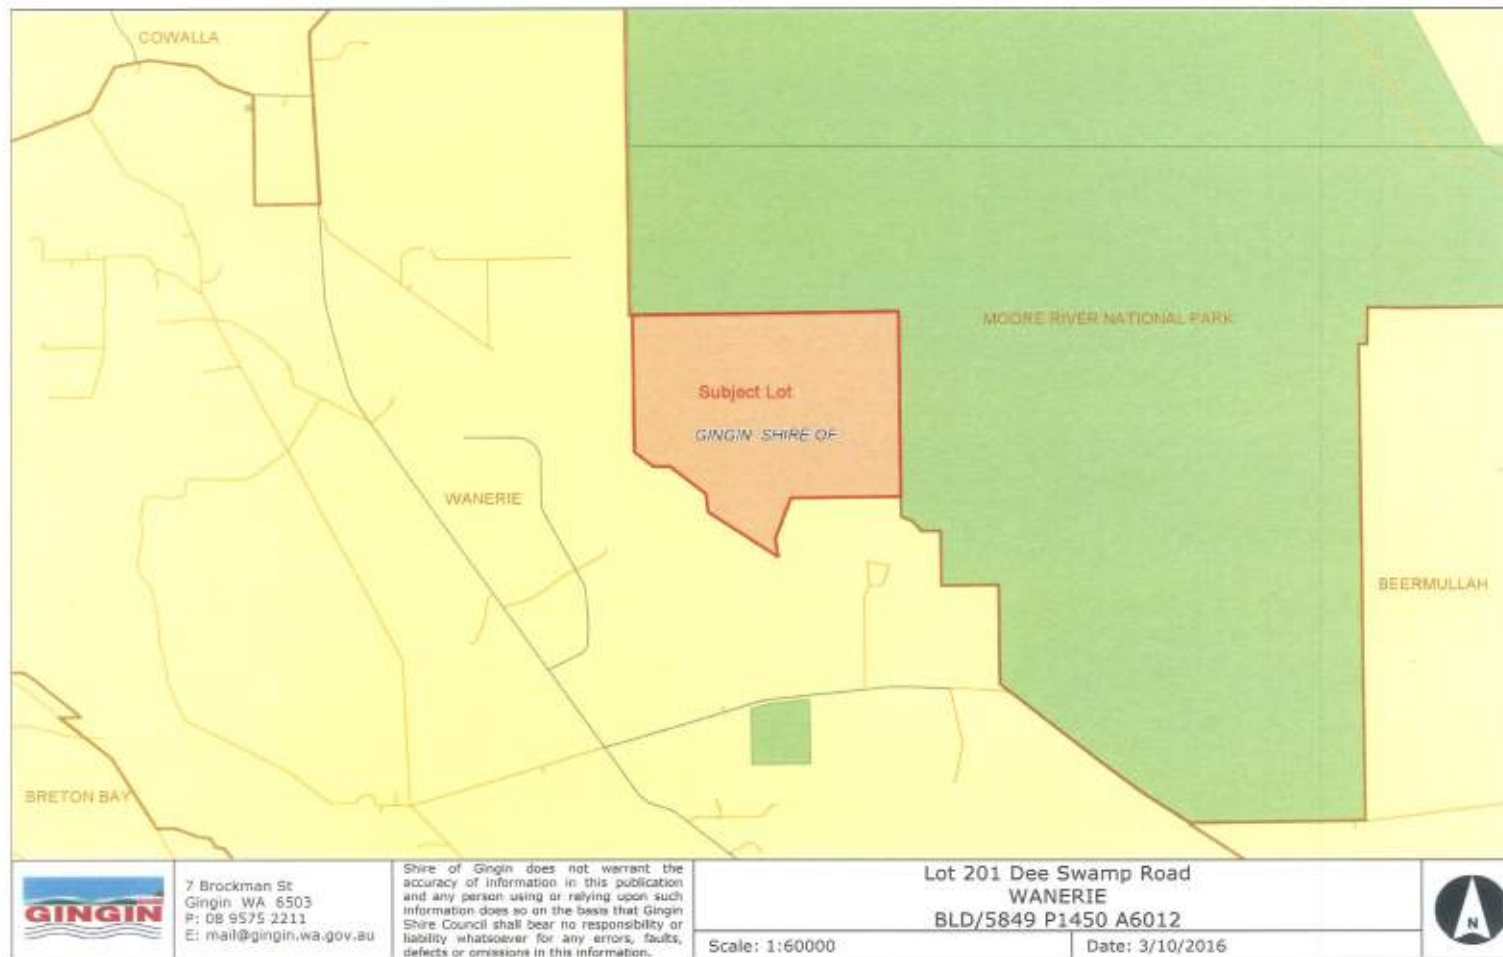 COWALLA
MOORE RIVER NATIONAL PARK
Subject Lot
GINGIN SHIRE OF
WANERIE
BEERMULLAH
BRETON BAY
GINGIN
7 Brockman St
Gingin WA 6503
P: 08 9575 2211
E: mail@gingin.wa.gov.au
Shire of Gingin does not warrant the
accuracy of information in this publication
and any person using or relying upon such
information does so on the basis that Gingin
Shire Council shall bear no responsibility or
liability whatsoever for any errors, faults,
defects or omissions in this information.
Lot 201 Dee Swamp Road
WANERIE
BLD/5849 P1450 A6012
Scale: 1:60000
Date: 3/10/2016
N